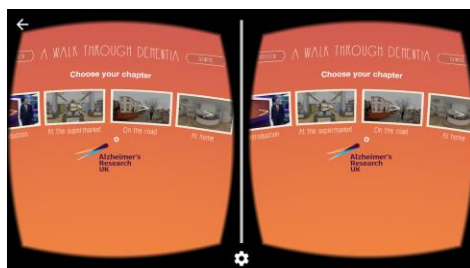 A WALK THROUGH DEMENTIA
DONATE
Choose your chapter
At the supermarket
On the road
At home
Alzheimer's
Research
UK
A WALK THROUGH DEMENTIA
Choose your chapter
At the supermarket
On the road
At home
Alzheimer's
Research
UK